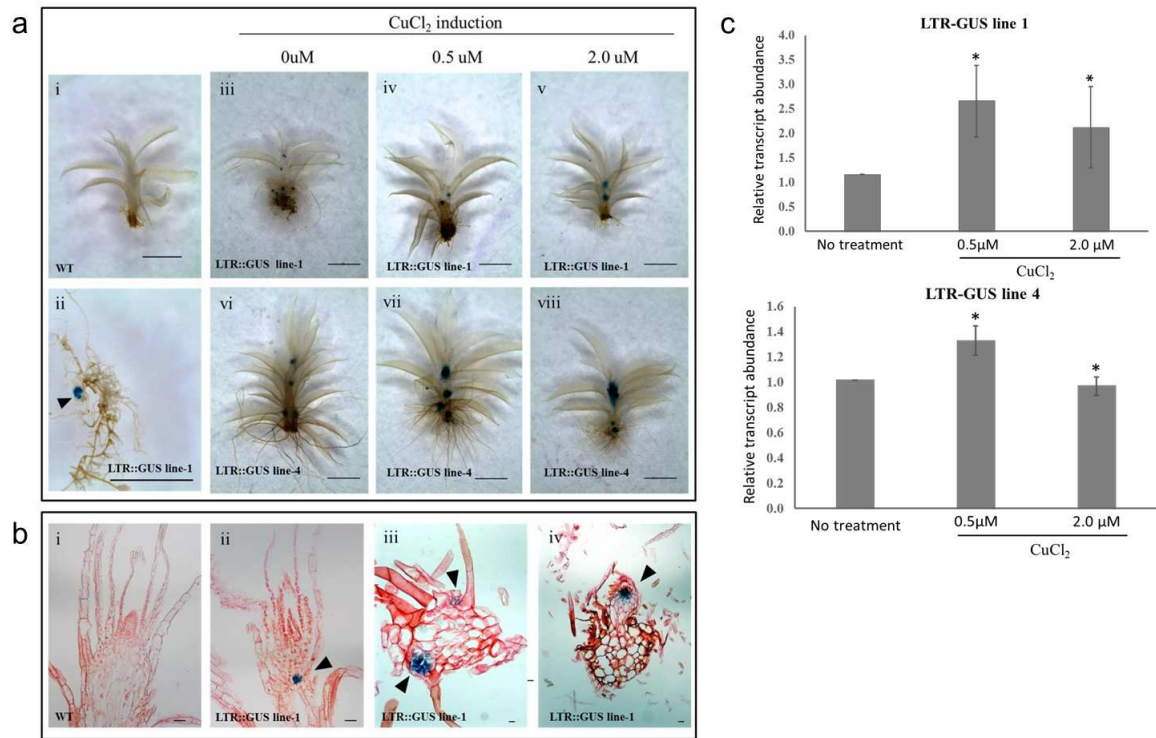 a
CuCl2 induction
0uM
0.5 uM
2.0 uM
i
WT
iii
LTR::GUS line-1
iv
LTR::GUS line-1
v
LTR::GUS line-1
ii
LTR::GUS line-1
vi
LTR::GUS line-4
vii
LTR::GUS line-4
viii
LTR::GUS line-4
b
i
WT
ii
LTR::GUS line-1
iii
LTR::GUS line-1
iv
LTR::GUS line-1
c
LTR-GUS line 1
Relative transcript abundance
4.0
3.5
3.0
2.5
2.0
1.5
1.0
0.5
0.0
*
*
No treatment
0.5µM
2.0 µM
CuCl2
LTR-GUS line 4
Relative transcript abundance
1.6
1.4
1.2
1.0
0.8
0.6
0.4
0.2
0.0
*
*
No treatment
0.5µM
2.0 µM
CuCl2